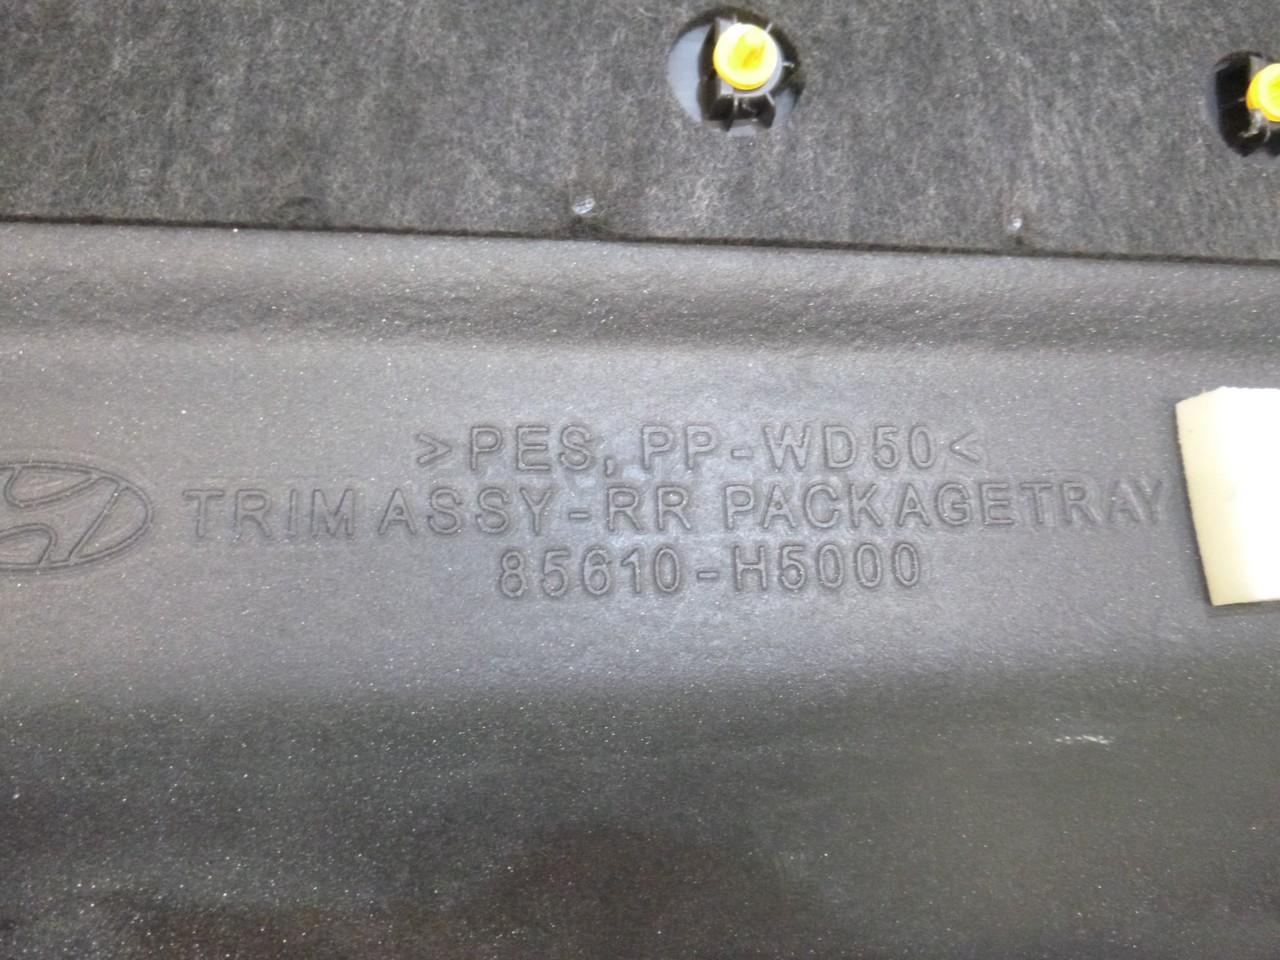 >PES, PP-WD50<
TRIM ASSY-RR PACKAGETRAY
85610-H5000